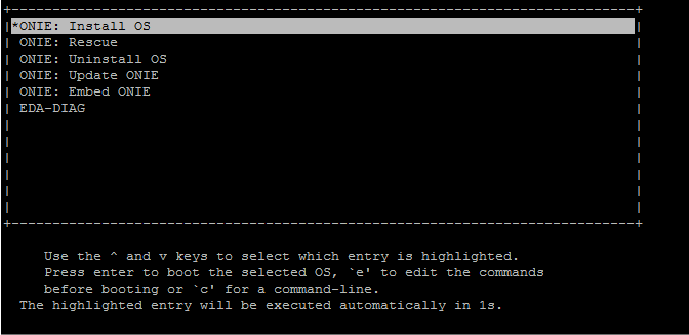 *ONIE: Install OS
ONIE: Rescue
ONIE: Uninstall OS
ONIE: Update ONIE
ONIE: Embed ONIE
EDA-DIAG
Use the ^ and v keys to select which entry is highlighted.
Press enter to boot the selected OS, `e' to edit the commands
before booting or `c' for a command-line.
The highlighted entry will be executed automatically in 1s.